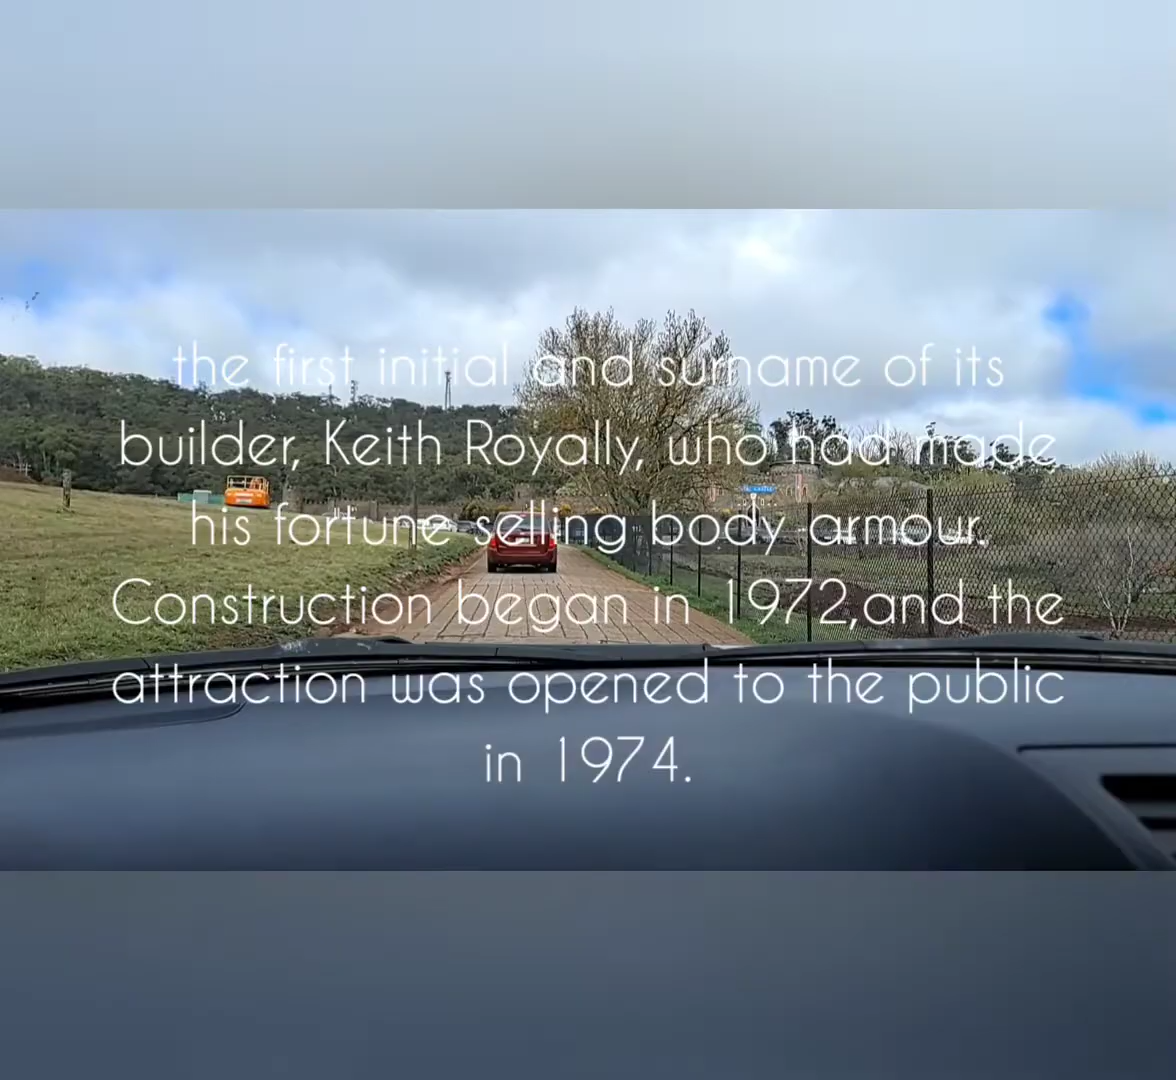 the first initial and surname of its
builder, Keith Royally, who had made
his fortune selling body armour.
Construction began in 1972,and the
attraction was opened to the public
in 1974.